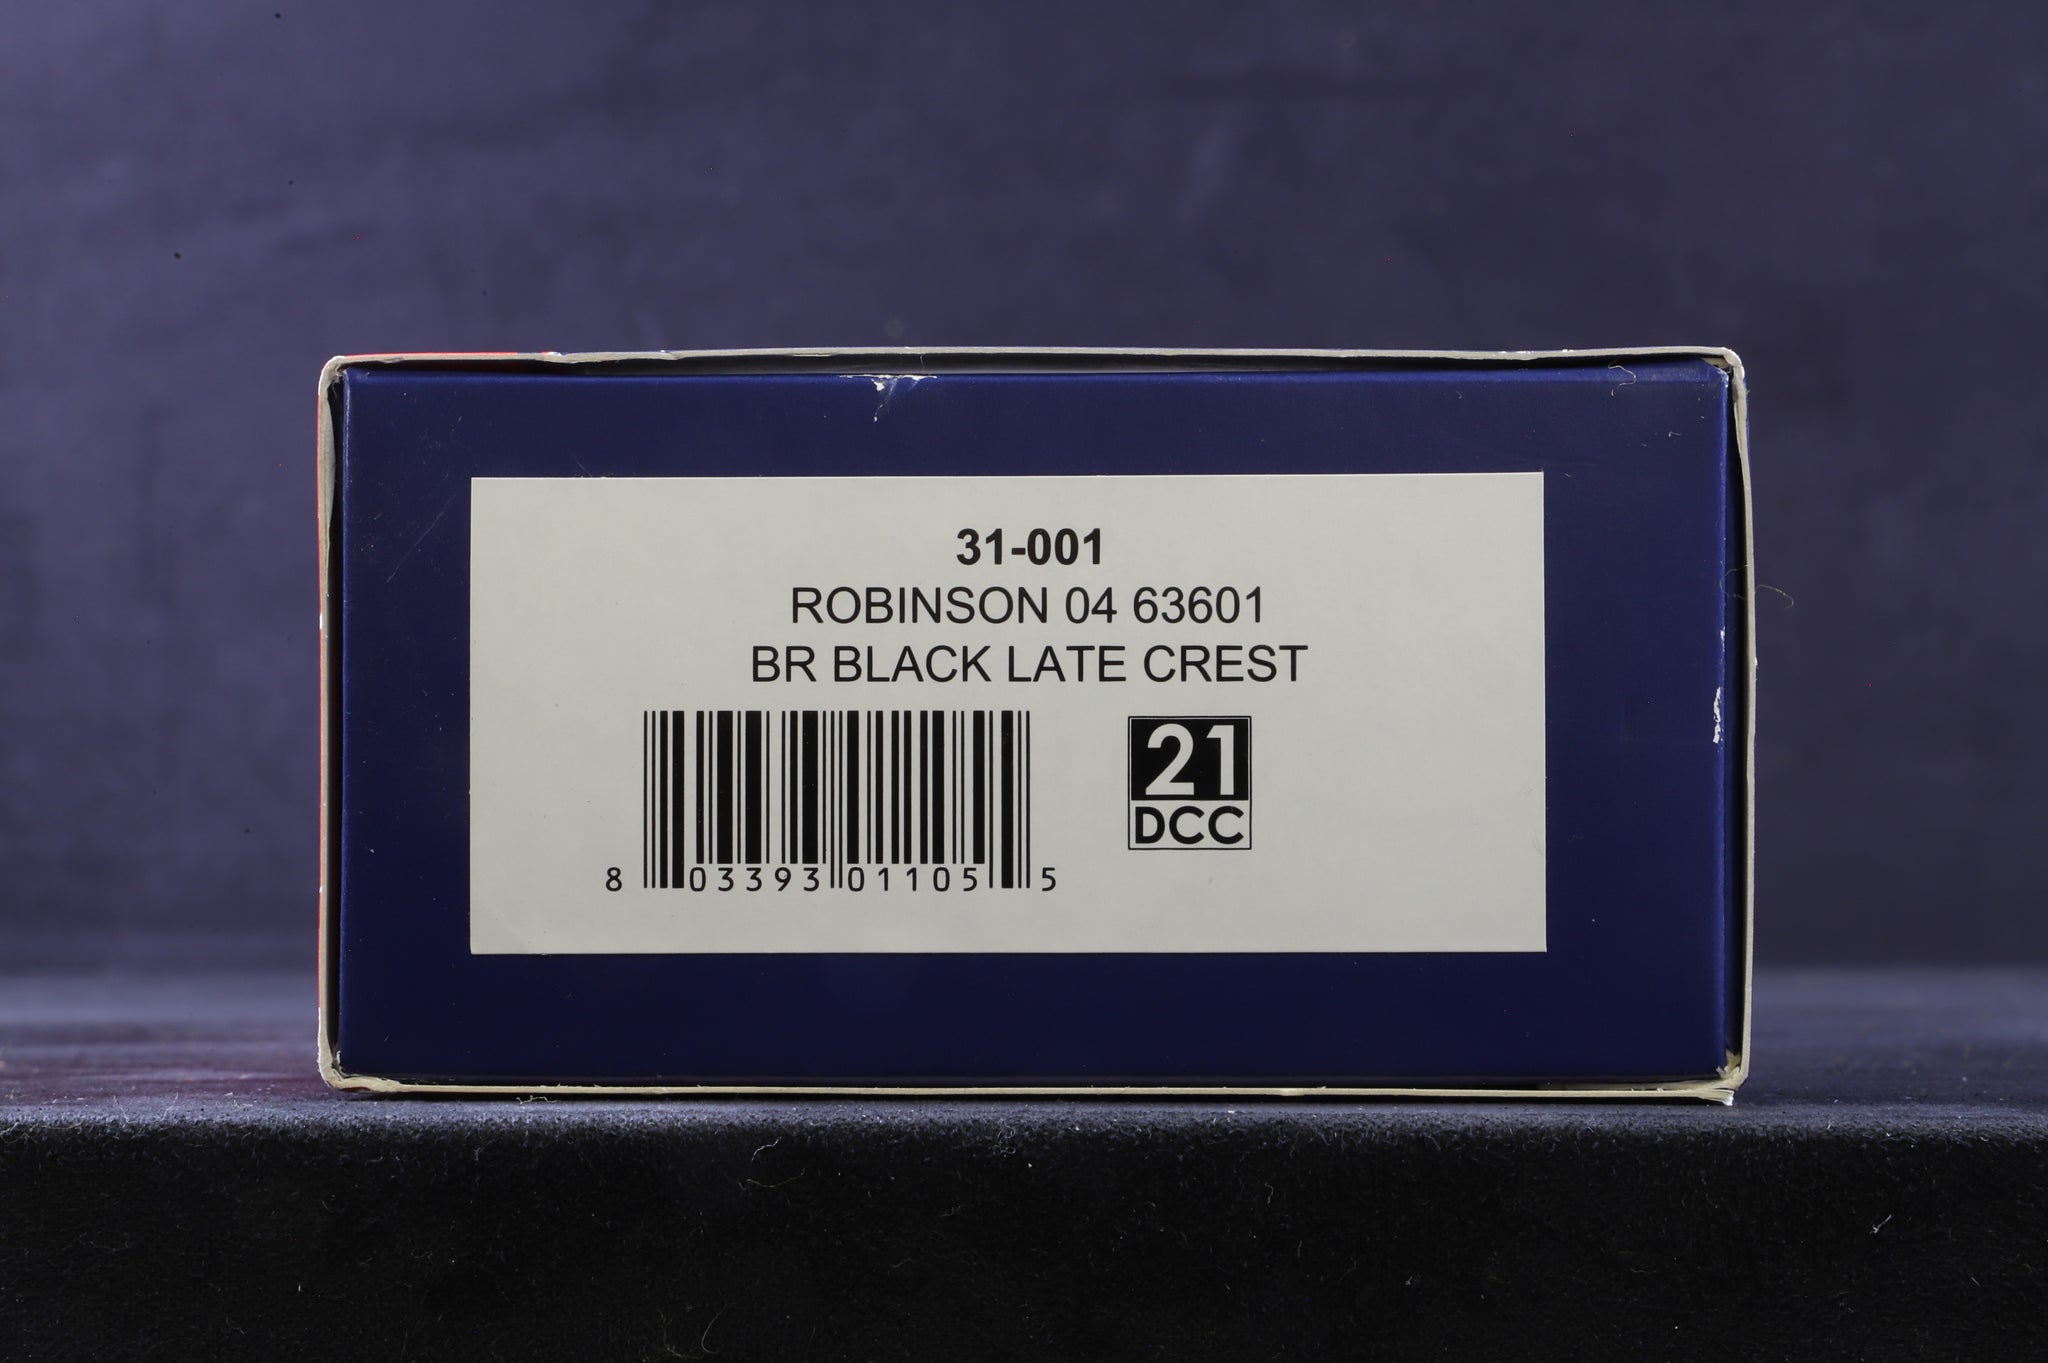 31-001
ROBINSON 04 63601
BR BLACK LATE CREST
21
DCC
8 03393 01105 5